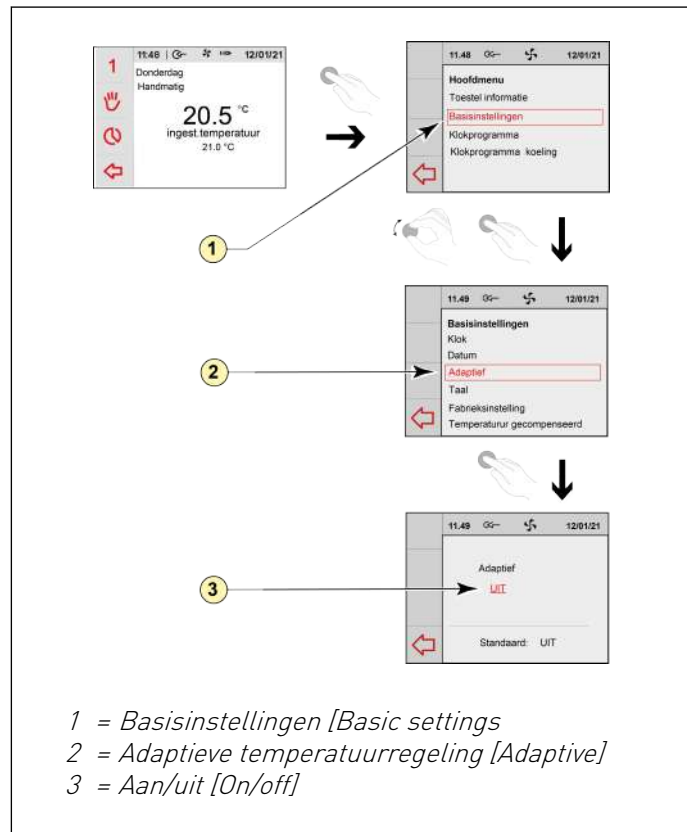 11:48 12/01/21
1
Donderdag
Handmatig
20.5 °C
ingest.temperatuur
21.0 °C
11.48 12/01/21
Hoofdmenu
Toestel informatie
Basisinstellingen
Klokprogramma
Klokprogramma koeling
1
11.49 12/01/21
Basisinstellingen
Klok
Datum
Adaptief
Taal
Fabrieksinstelling
Temperaturur gecompenseerd
2
11.49 12/01/21
Adaptief
UIT
Standaard: UIT
3
1 = Basisinstellingen [Basic settings
2 = Adaptieve temperatuurregeling [Adaptive]
3 = Aan/uit [On/off]